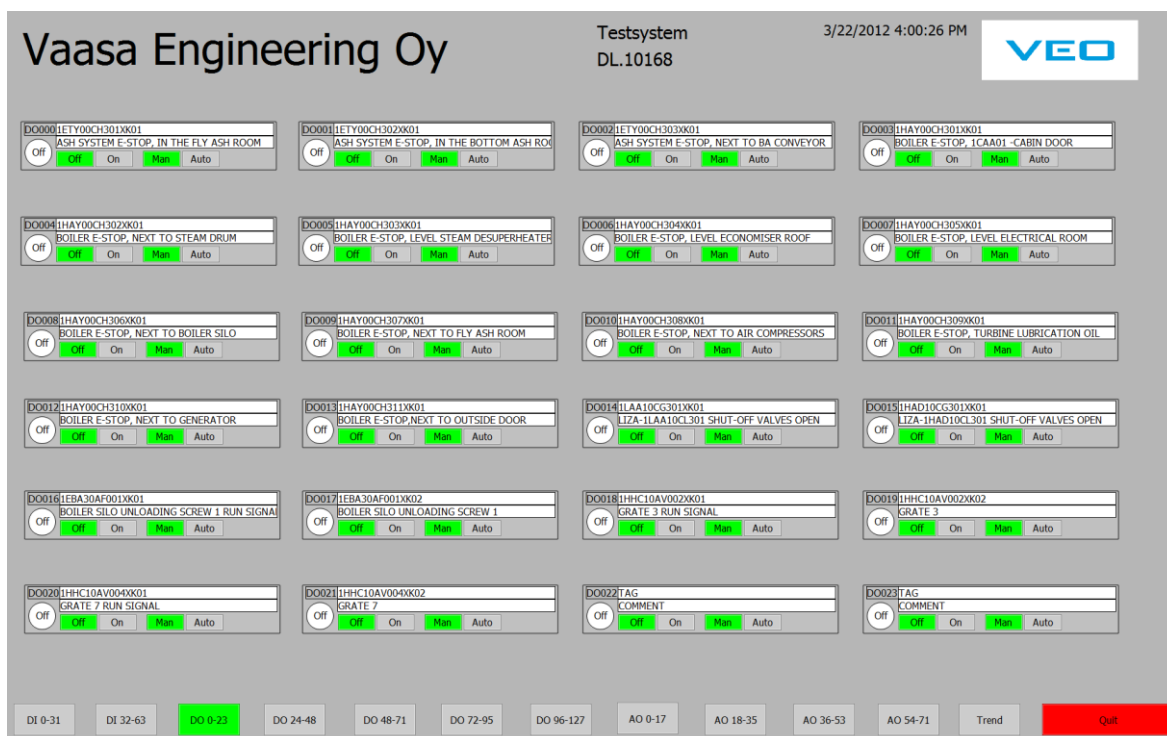 Vaasa Engineering Oy
Testsystem
DL.10168
3/22/2012 4:00:26 PM
VEO
DO000 1ETY00CH301XK01
ASH SYSTEM E-STOP, IN THE FLY ASH ROOM
Off Off On Man Auto
DO001 1ETY00CH302XK01
ASH SYSTEM E-STOP, IN THE BOTTOM ASH ROO
Off Off On Man Auto
DO002 1ETY00CH303XK01
ASH SYSTEM E-STOP, NEXT TO BA CONVEYOR
Off Off On Man Auto
DO003 1HAY00CH301XK01
BOILER E-STOP, 1CAA01 -CABIN DOOR
Off Off On Man Auto
DO004 1HAY00CH302XK01
BOILER E-STOP, NEXT TO STEAM DRUM
Off Off On Man Auto
DO005 1HAY00CH303XK01
BOILER E-STOP, LEVEL STEAM DESUPERHEATER
Off Off On Man Auto
DO006 1HAY00CH304XK01
BOILER E-STOP, LEVEL ECONOMISER ROOF
Off Off On Man Auto
DO007 1HAY00CH305XK01
BOILER E-STOP, LEVEL ELECTRICAL ROOM
Off Off On Man Auto
DO008 1HAY00CH306XK01
BOILER E-STOP, NEXT TO BOILER SILO
Off Off On Man Auto
DO009 1HAY00CH307XK01
BOILER E-STOP, NEXT TO FLY ASH ROOM
Off Off On Man Auto
DO010 1HAY00CH308XK01
BOILER E-STOP, NEXT TO AIR COMPRESSORS
Off Off On Man Auto
DO011 1HAY00CH309XK01
BOILER E-STOP, TURBINE LUBRICATION OIL
Off Off On Man Auto
DO012 1HAY00CH310XK01
BOILER E-STOP, NEXT TO GENERATOR
Off Off On Man Auto
DO013 1HAY00CH311XK01
BOILER E-STOP,NEXT TO OUTSIDE DOOR
Off Off On Man Auto
DO014 1LAA10CG301XK01
LIZA-1LAA10CL301 SHUT-OFF VALVES OPEN
Off Off On Man Auto
DO015 1HAD10CG301XK01
LIZA-1HAD10CL301 SHUT-OFF VALVES OPEN
Off Off On Man Auto
DO016 1EBA30AF001XK01
BOILER SILO UNLOADING SCREW 1 RUN SIGNAL
Off Off On Man Auto
DO017 1EBA30AF001XK02
BOILER SILO UNLOADING SCREW 1
Off Off On Man Auto
DO018 1HHC10AV002XK01
GRATE 3 RUN SIGNAL
Off Off On Man Auto
DO019 1HHC10AV002XK02
GRATE 3
Off Off On Man Auto
DO020 1HHC10AV004XK01
GRATE 7 RUN SIGNAL
Off Off On Man Auto
DO021 1HHC10AV004XK02
GRATE 7
Off Off On Man Auto
DO022 TAG
COMMENT
Off Off On Man Auto
DO023 TAG
COMMENT
Off Off On Man Auto
DI 0-31 DI 32-63 DO 0-23 DO 24-48 DO 48-71 DO 72-95 DO 96-127 AO 0-17 AO 18-35 AO 36-53 AO 54-71 Trend Quit